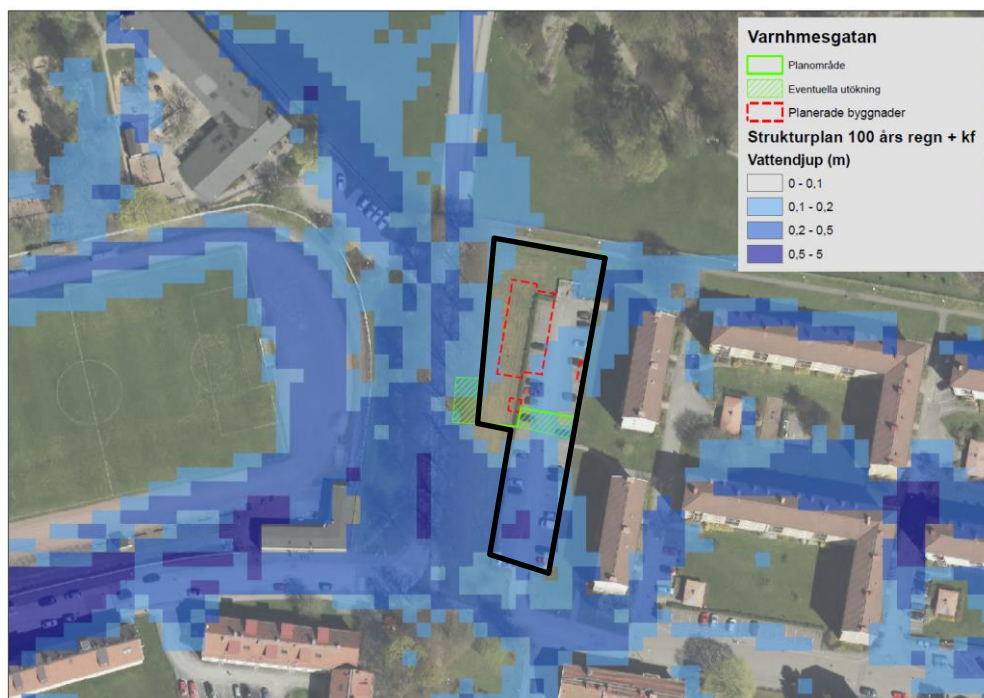 Varnhmesgatan
Planområde
Eventuella utökning
Planerade byggnader
Strukturplan 100 års regn + kf
Vattendjup (m)
0 - 0,1
0,1 - 0,2
0,2 - 0,5
0,5 - 5